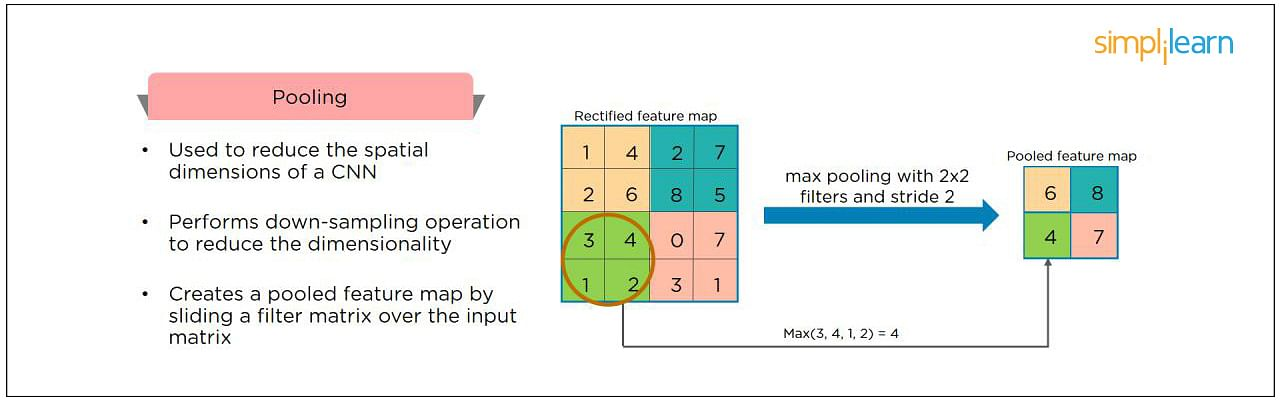 simplilearn
Pooling
• Used to reduce the spatial
dimensions of a CNN
• Performs down-sampling operation
to reduce the dimensionality
• Creates a pooled feature map by
sliding a filter matrix over the input
matrix
Rectified feature map
1 4 2 7
2 6 8 5
3 4 0 7
1 2 3 1
max pooling with 2x2
filters and stride 2
Pooled feature map
6 8
4 7
Max(3, 4, 1, 2) = 4